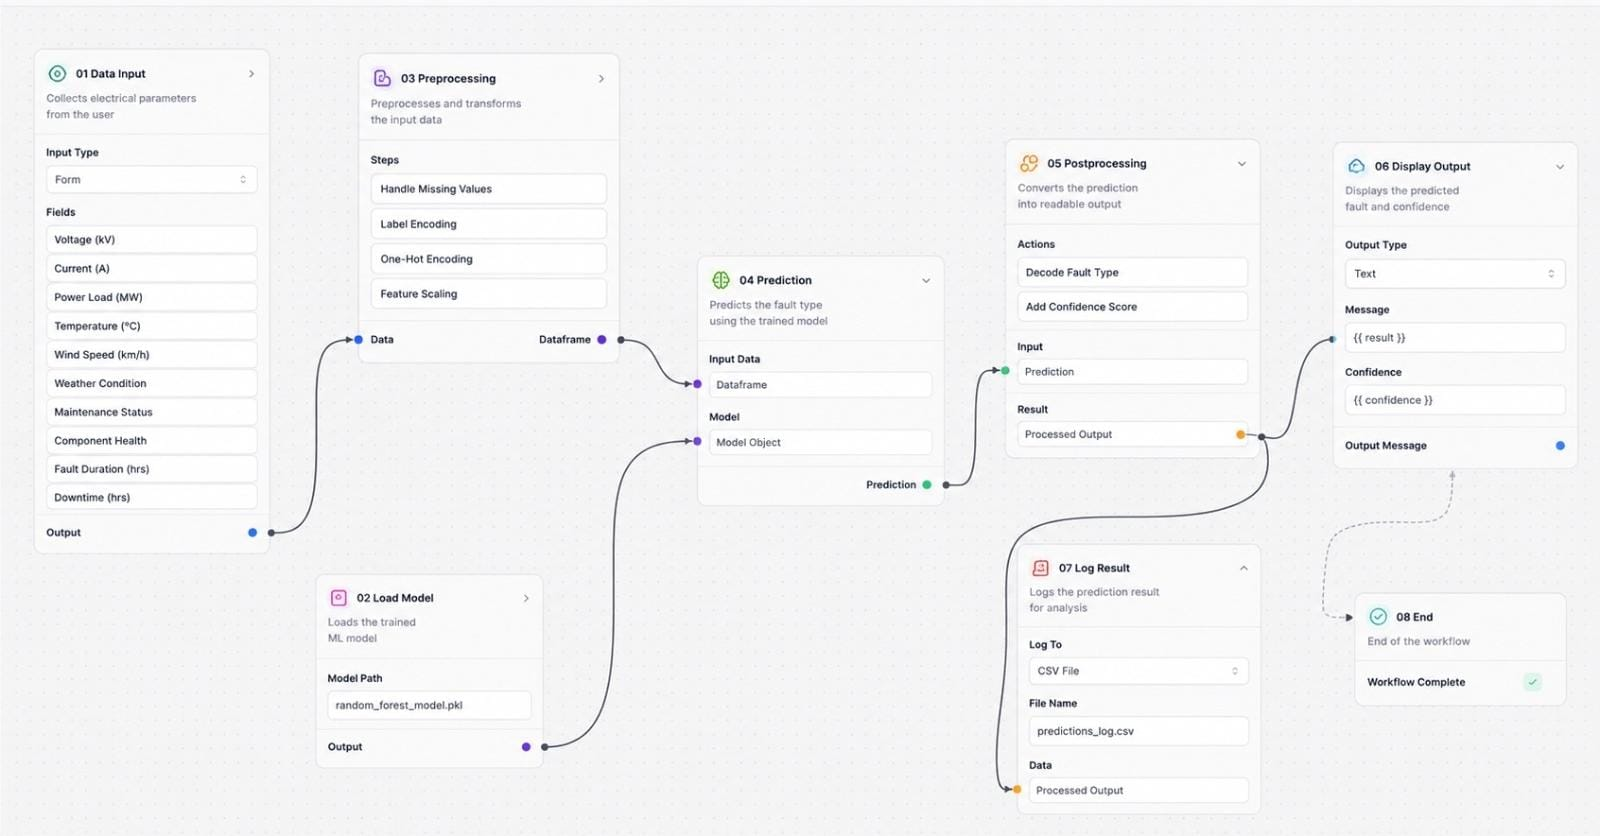 01 Data Input
Collects electrical parameters
from the user
Input Type
Form
Fields
Voltage (kV)
Current (A)
Power Load (MW)
Temperature (°C)
Wind Speed (km/h)
Weather Condition
Maintenance Status
Component Health
Fault Duration (hrs)
Downtime (hrs)
Output
02 Load Model
Loads the trained
ML model
Model Path
random_forest_model.pkl
Output
03 Preprocessing
Preprocesses and transforms
the input data
Steps
Handle Missing Values
Label Encoding
One-Hot Encoding
Feature Scaling
Data Dataframe
04 Prediction
Predicts the fault type
using the trained model
Input Data
Dataframe
Model
Model Object
Prediction
05 Postprocessing
Converts the prediction
into readable output
Actions
Decode Fault Type
Add Confidence Score
Input
Prediction
Result
Processed Output
06 Display Output
Displays the predicted
fault and confidence
Output Type
Text
Message
{{ result }}
Confidence
{{ confidence }}
Output Message
07 Log Result
Logs the prediction result
for analysis
Log To
CSV File
File Name
predictions_log.csv
Data
Processed Output
08 End
End of the workflow
Workflow Complete